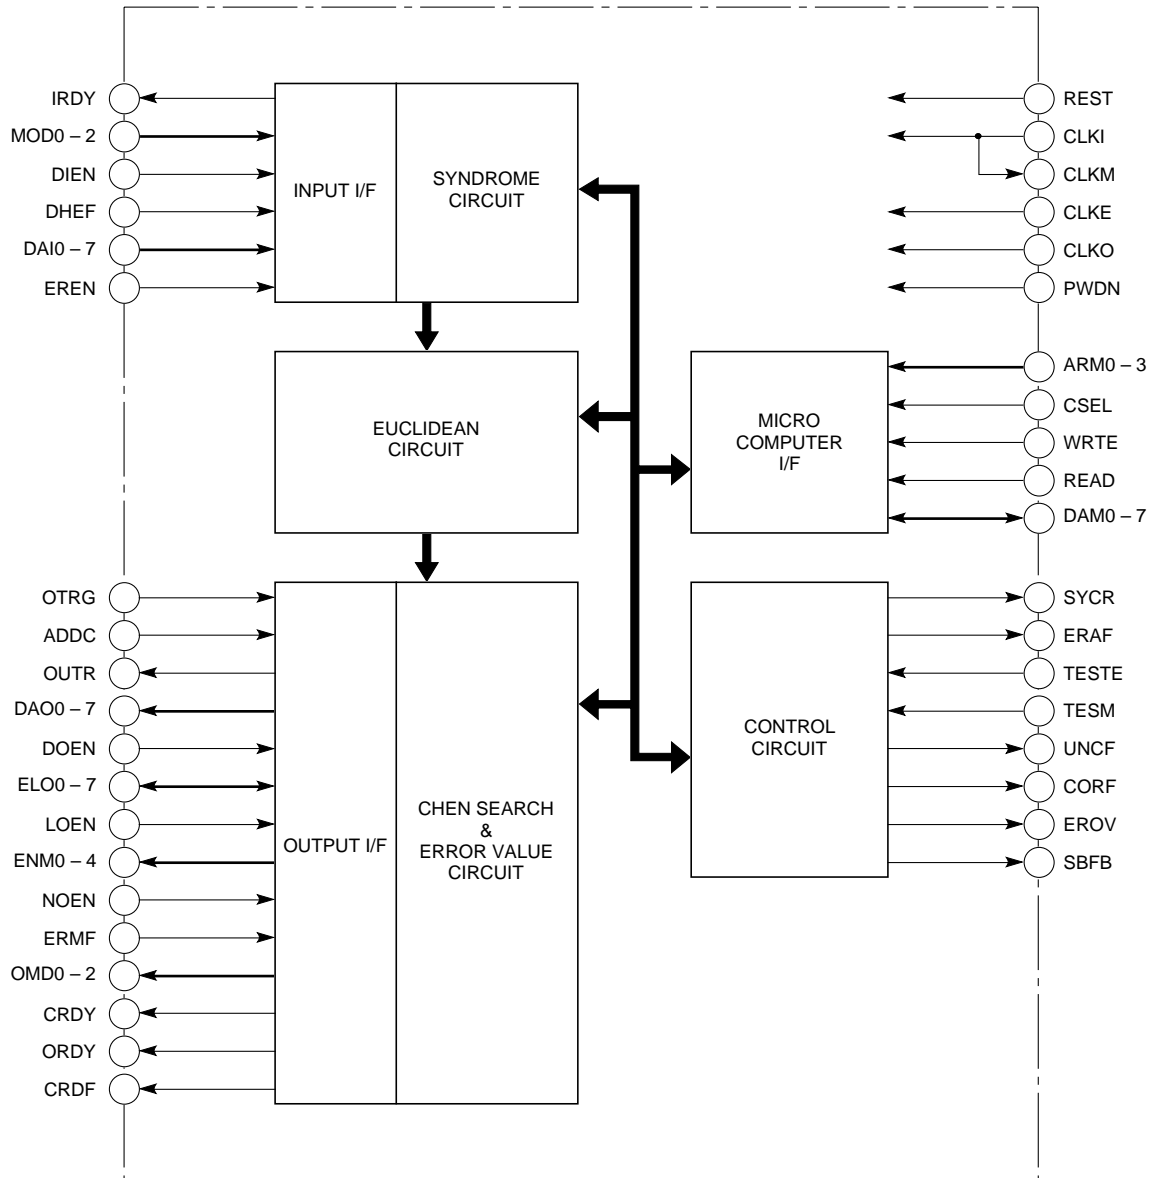 IRDY
MOD0 – 2
DIEN
DHEF
DAI0 – 7
EREN
INPUT I/F
SYNDROME
CIRCUIT
REST
CLKI
CLKM
CLKE
CLKO
PWDN
EUCLIDEAN
CIRCUIT
MICRO
COMPUTER
I/F
ARM0 – 3
CSEL
WRTE
READ
DAM0 – 7
OTRG
ADDC
OUTR
DAO0 – 7
DOEN
ELO0 – 7
LOEN
ENM0 – 4
NOEN
ERMF
OMD0 – 2
CRDY
ORDY
CRDF
OUTPUT I/F
CHEN SEARCH
&
ERROR VALUE
CIRCUIT
CONTROL
CIRCUIT
SYCR
ERAF
TESTE
TESM
UNCF
CORF
EROV
SBFB